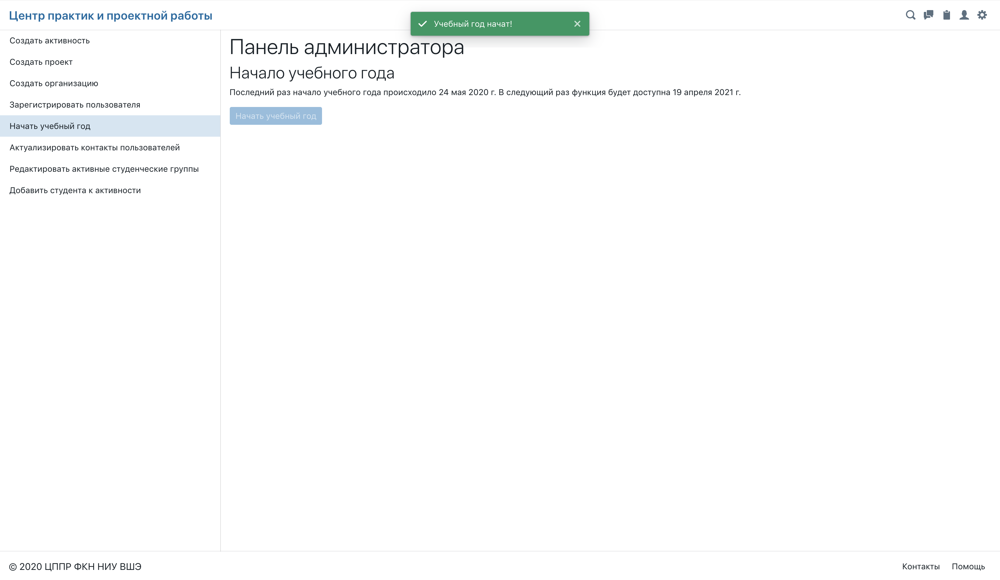 Центр практик и проектной работы
Учебный год начат!
Создать активность
Создать проект
Создать организацию
Зарегистрировать пользователя
Начать учебный год
Актуализировать контакты пользователей
Редактировать активные студенческие группы
Добавить студента к активности
Панель администратора
Начало учебного года
Последний раз начало учебного года происходило 24 мая 2020 г. В следующий раз функция будет доступна 19 апреля 2021 г.
Начать учебный год
© 2020 ЦППР ФКН НИУ ВШЭ
Контакты Помощь